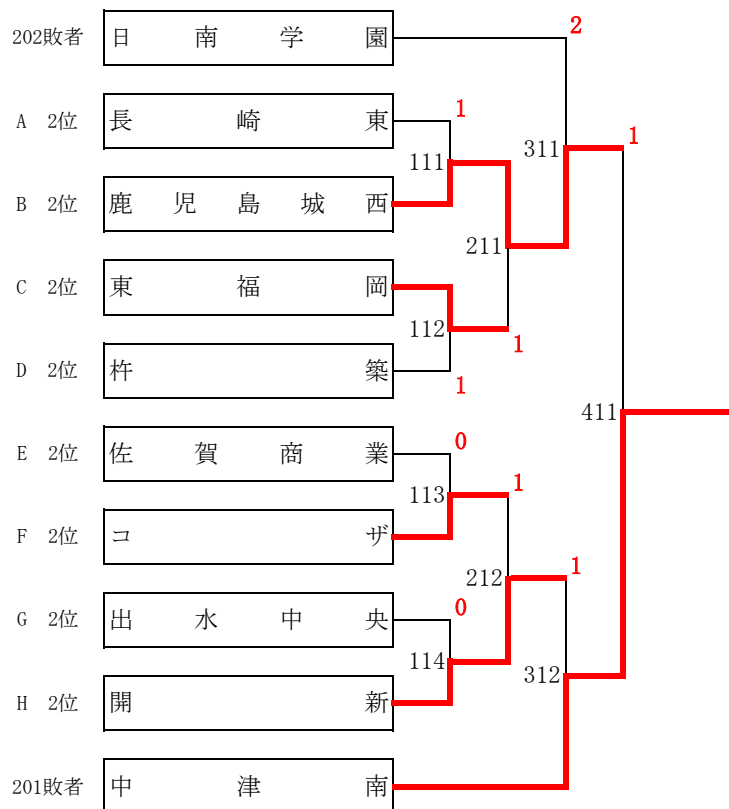 202敗者 日南学園 2
A 2位 長崎東 1
111
311 1
B 2位 鹿児島城西
211
C 2位 東福岡
112 1
D 2位 杵築 1
411
E 2位 佐賀商業 0
113 1
F 2位 コザ
212 1
G 2位 出水中央 0
114
312
H 2位 開新
201敗者 中津南